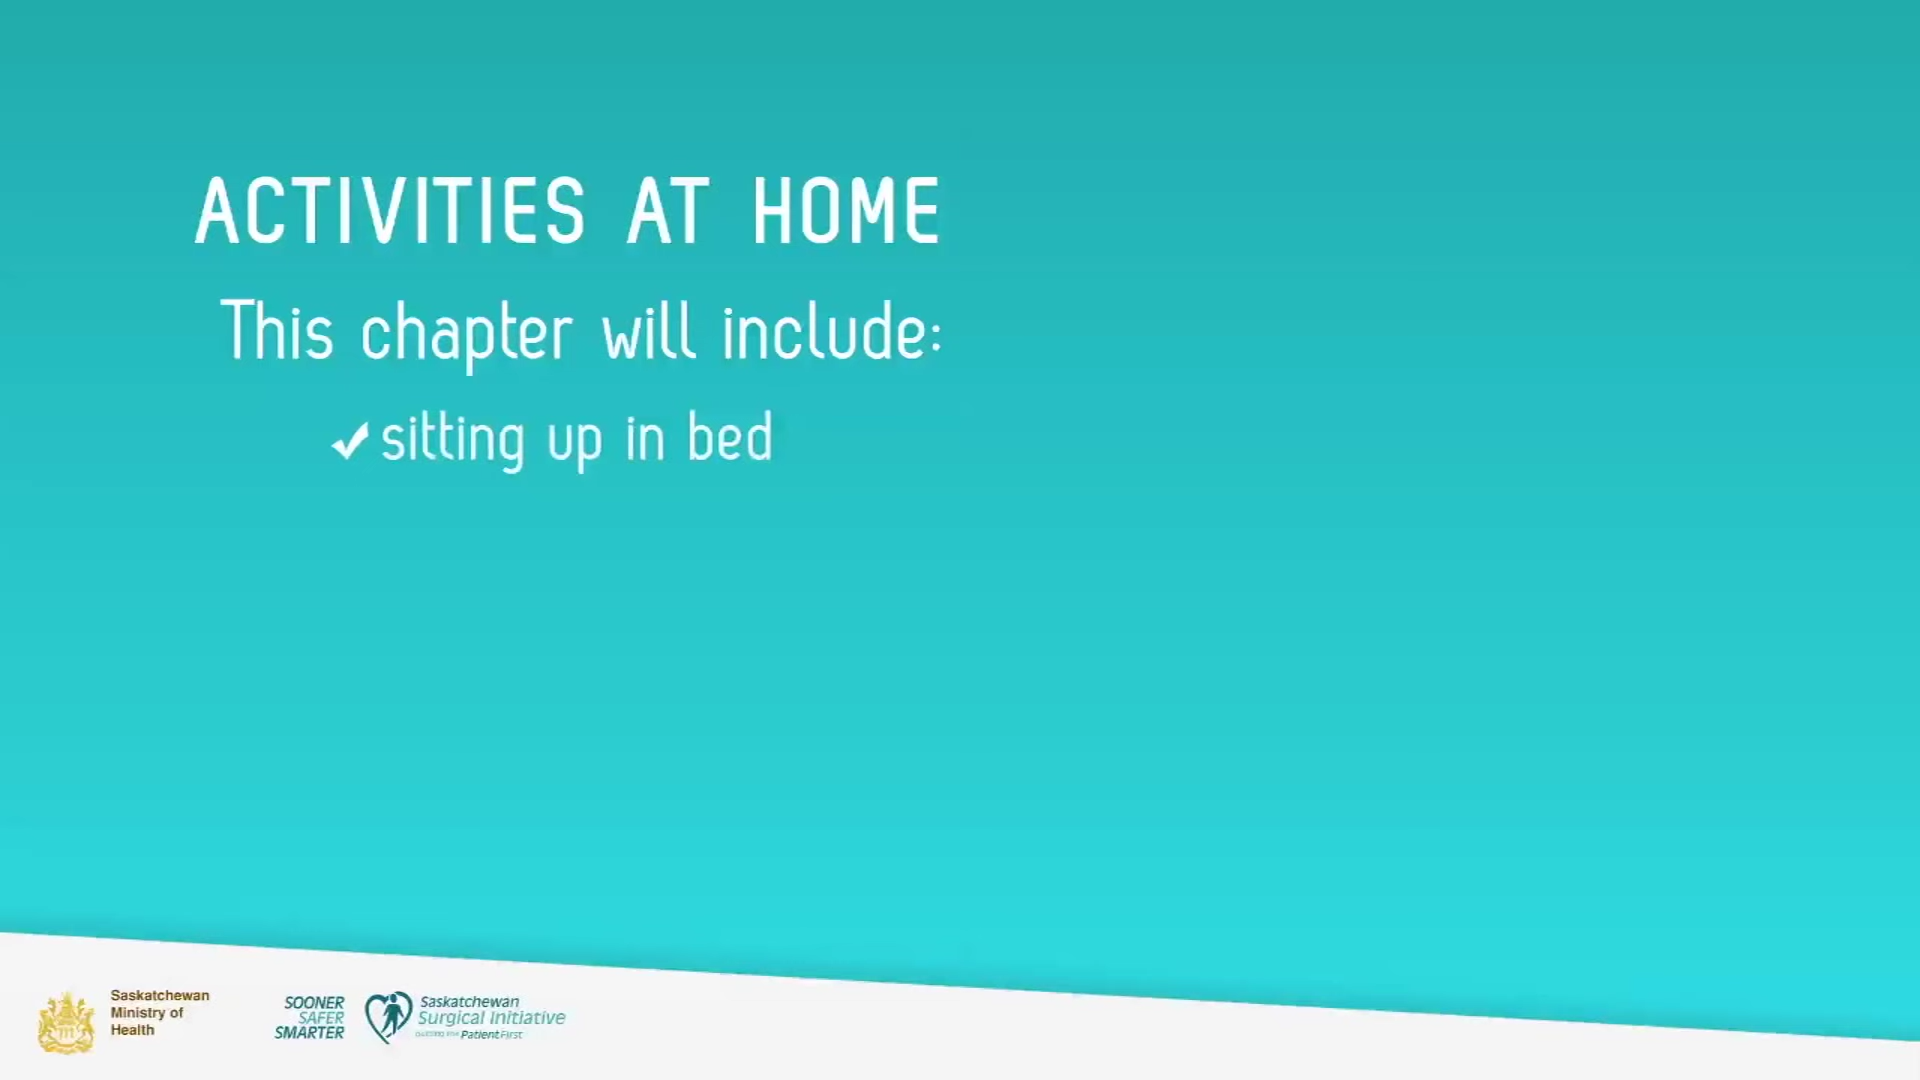 ACTIVITIES AT HOME
This chapter will include:
✓sitting up in bed
Saskatchewan
Ministry of
Health
SOONER
SAFER
SMARTER
Saskatchewan
Surgical Initiative
Patient First